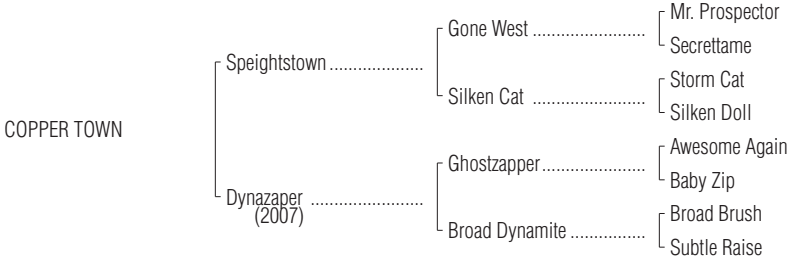 Mr. Prospector
Gone West ........................
Secrettame
Speightstown ....................
Storm Cat
Silken Cat ........................
Silken Doll
COPPER TOWN
Awesome Again
Ghostzapper......................
Baby Zip
Dynazaper ........................
(2007)
Broad Brush
Broad Dynamite ................
Subtle Raise